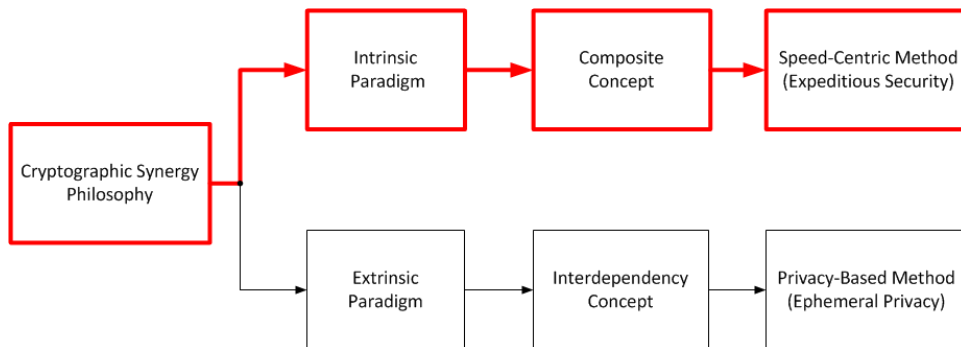 Intrinsic
Paradigm
Composite
Concept
Speed-Centric Method
(Expeditious Security)
Cryptographic Synergy
Philosophy
Extrinsic
Paradigm
Interdependency
Concept
Privacy-Based Method
(Ephemeral Privacy)